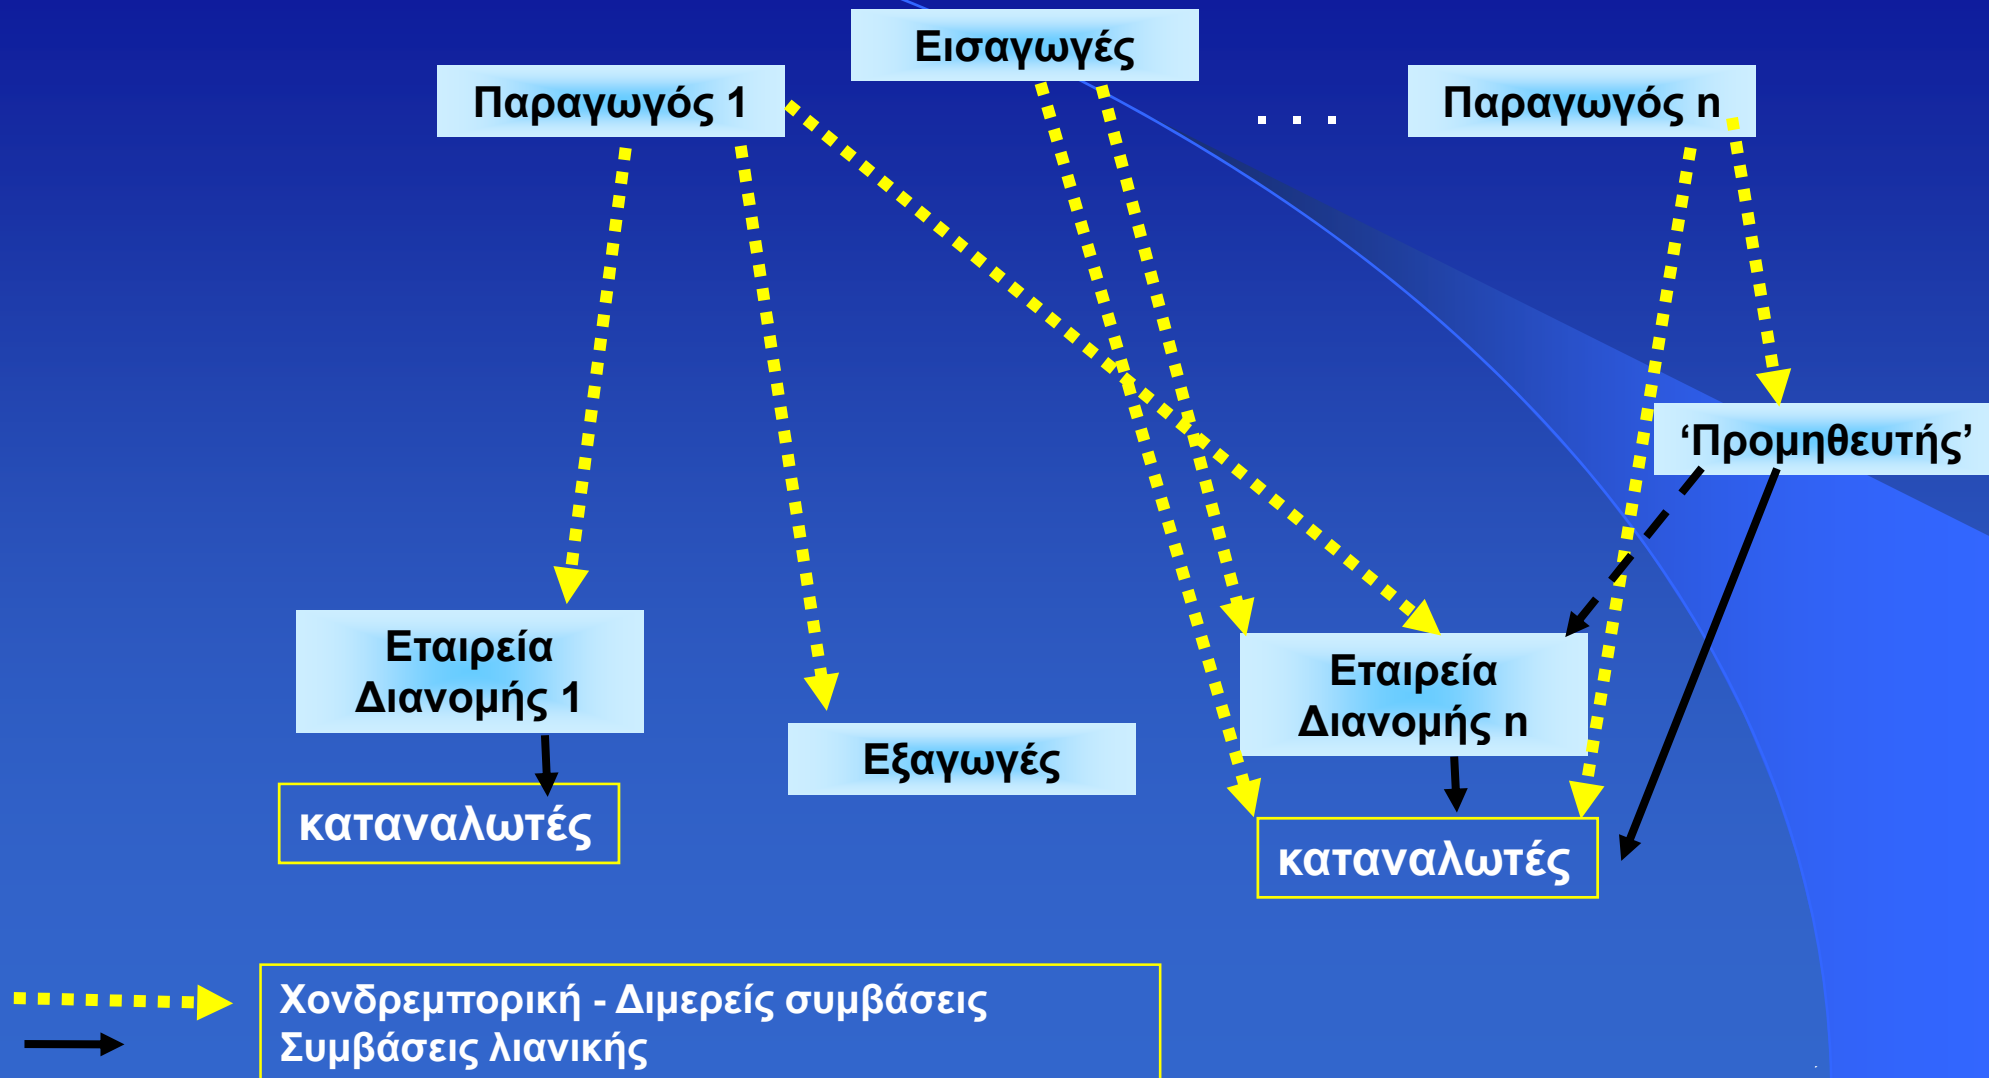 Εισαγωγές
Παραγωγός 1
. . .
Παραγωγός n
‘Προμηθευτής’
Εταιρεία
Διανομής 1
Εταιρεία
Διανομής n
Εξαγωγές
καταναλωτές
καταναλωτές
Χονδρεμπορική - Διμερείς συμβάσεις
Συμβάσεις λιανικής